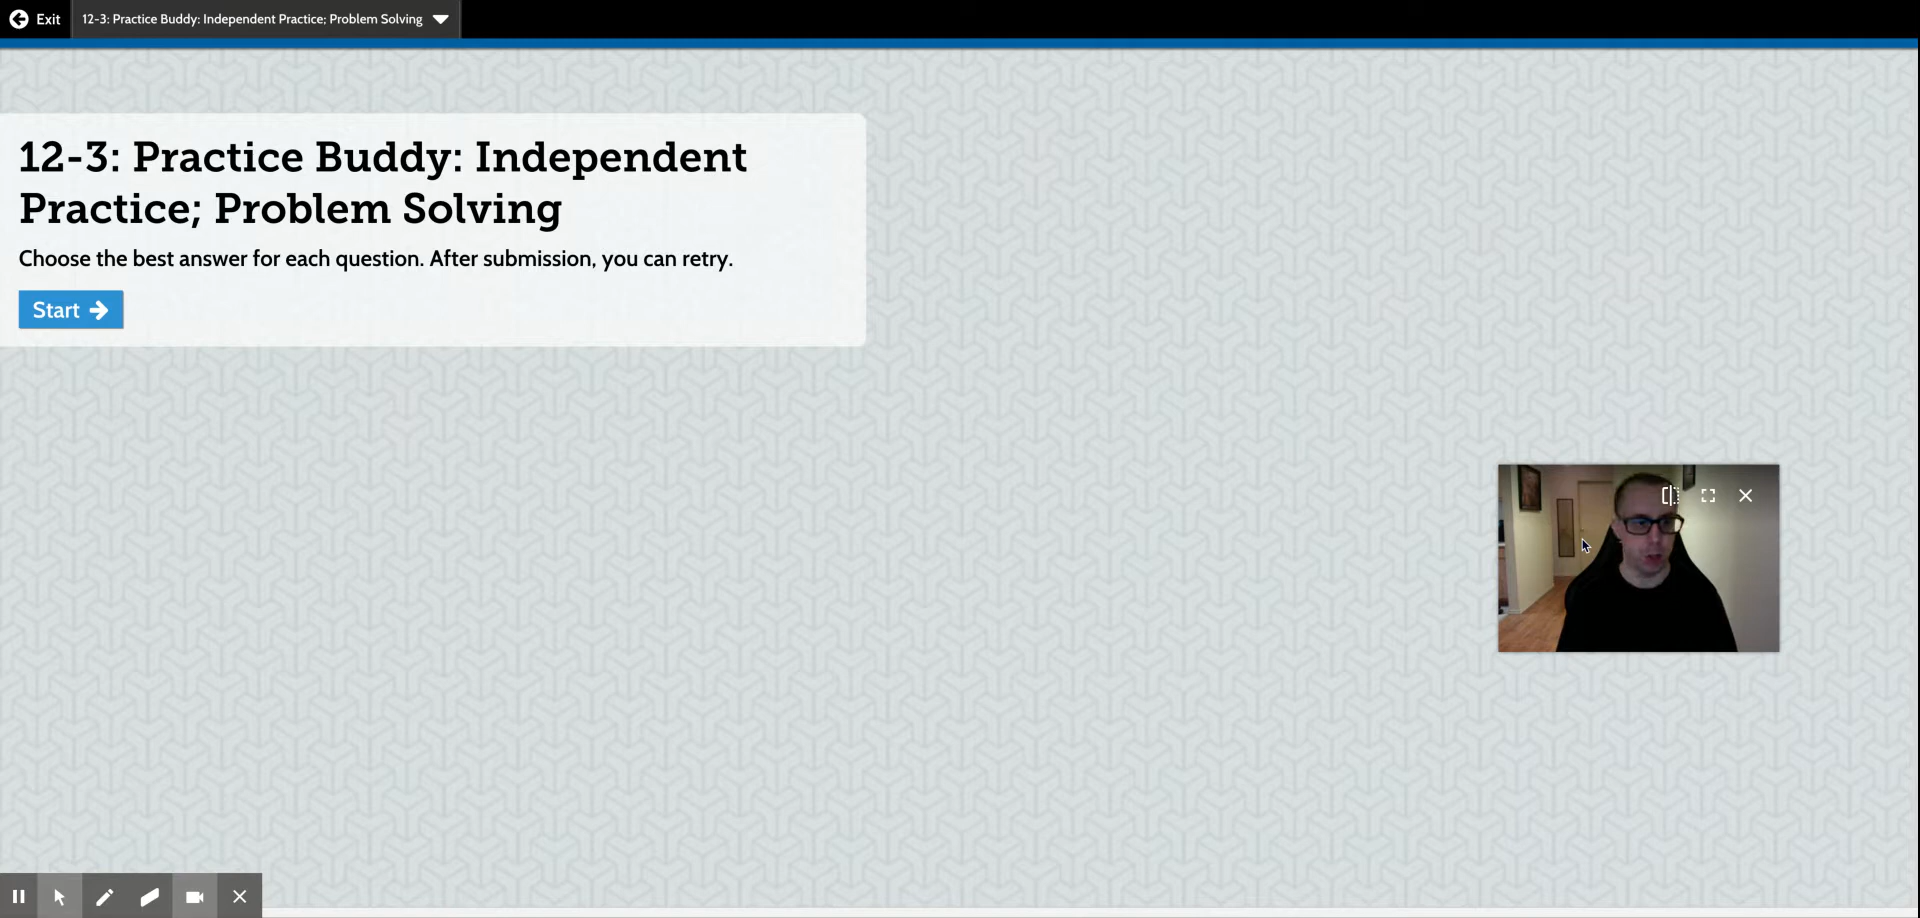 Exit
12-3: Practice Buddy: Independent Practice; Problem Solving
12-3: Practice Buddy: Independent
Practice; Problem Solving
Choose the best answer for each question. After submission, you can retry.
Start